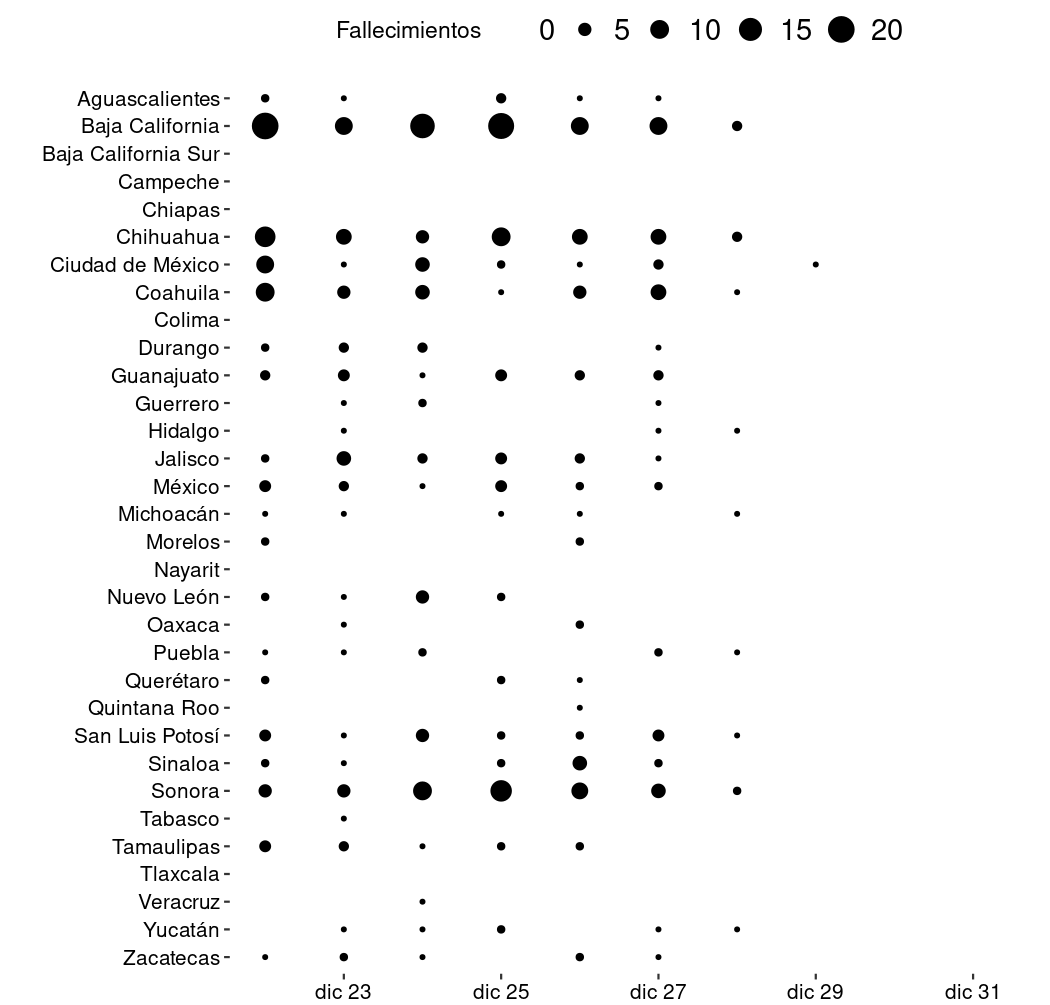 Fallecimientos 0 5 10 15 20
Aguascalientes
Baja California
Baja California Sur
Campeche
Chiapas
Chihuahua
Ciudad de México
Coahuila
Colima
Durango
Guanajuato
Guerrero
Hidalgo
Jalisco
México
Michoacán
Morelos
Nayarit
Nuevo León
Oaxaca
Puebla
Querétaro
Quintana Roo
San Luis Potosí
Sinaloa
Sonora
Tabasco
Tamaulipas
Tlaxcala
Veracruz
Yucatán
Zacatecas
dic 23 dic 25 dic 27 dic 29 dic 31